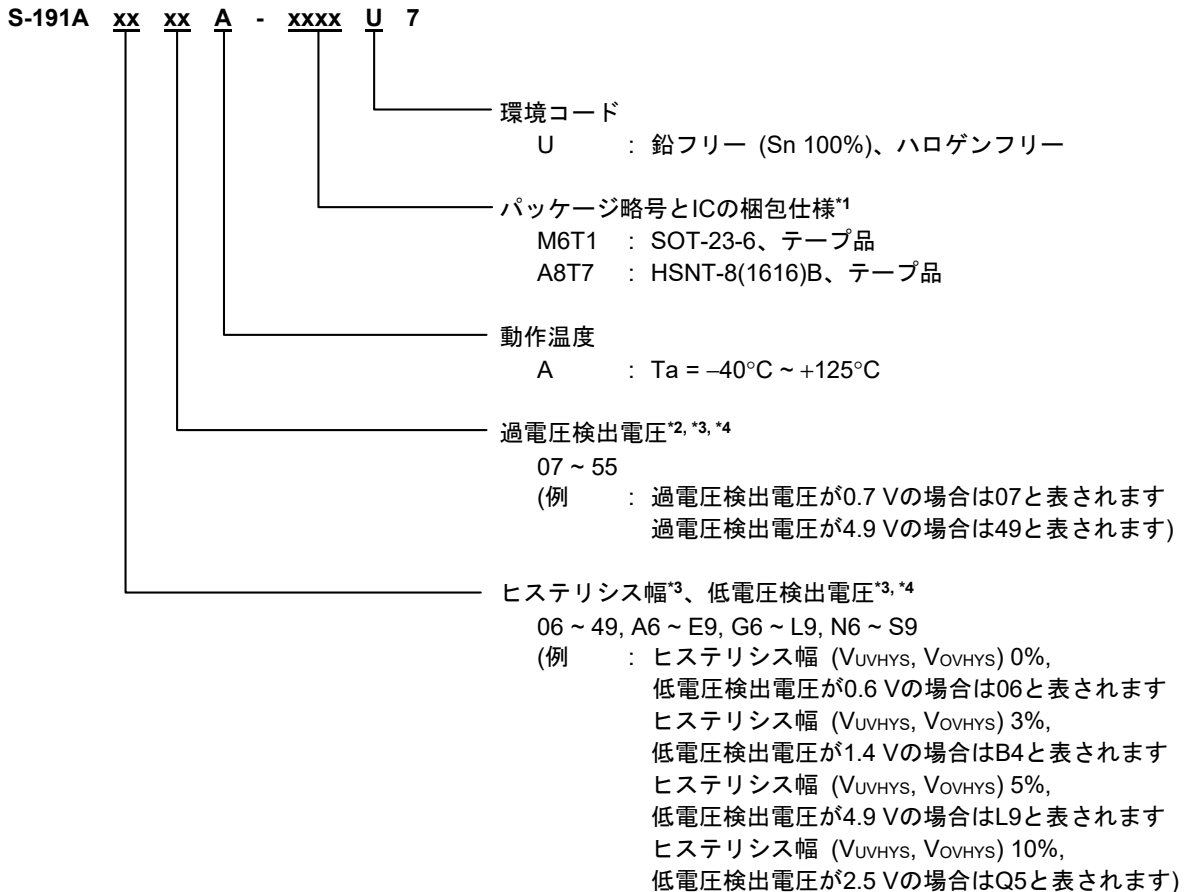 S-191A xx xx A - xxxx U 7
環境コード
U : 鉛フリー (Sn 100%)、ハロゲンフリー
パッケージ略号とICの梱包仕様*1
M6T1 : SOT-23-6、テープ品
A8T7 : HSNT-8(1616)B、テープ品
動作温度
A : Ta = −40°C ~ +125°C
過電圧検出電圧*2, *3, *4
07 ~ 55
(例 : 過電圧検出電圧が0.7 Vの場合は07と表されます
過電圧検出電圧が4.9 Vの場合は49と表されます)
ヒステリシス幅*3、低電圧検出電圧*3, *4
06 ~ 49, A6 ~ E9, G6 ~ L9, N6 ~ S9
(例 : ヒステリシス幅 (VUVHYS, VOVHYS) 0%,
低電圧検出電圧が0.6 Vの場合は06と表されます
ヒステリシス幅 (VUVHYS, VOVHYS) 3%,
低電圧検出電圧が1.4 Vの場合はB4と表されます
ヒステリシス幅 (VUVHYS, VOVHYS) 5%,
低電圧検出電圧が4.9 Vの場合はL9と表されます
ヒステリシス幅 (VUVHYS, VOVHYS) 10%,
低電圧検出電圧が2.5 Vの場合はQ5と表されます)